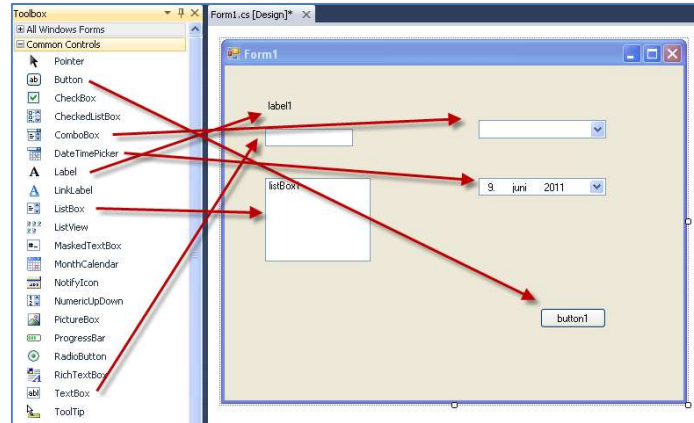 Toolbox
Form1.cs [Design]*
All Windows Forms
Common Controls
Pointer
Button
CheckBox
CheckedListBox
ComboBox
DateTimePicker
Label
LinkLabel
ListBox
ListView
MaskedTextBox
MonthCalendar
NotifyIcon
NumericUpDown
PictureBox
ProgressBar
RadioButton
RichTextBox
TextBox
ToolTip
Form1
label1
listBox1
9. juni 2011
button1